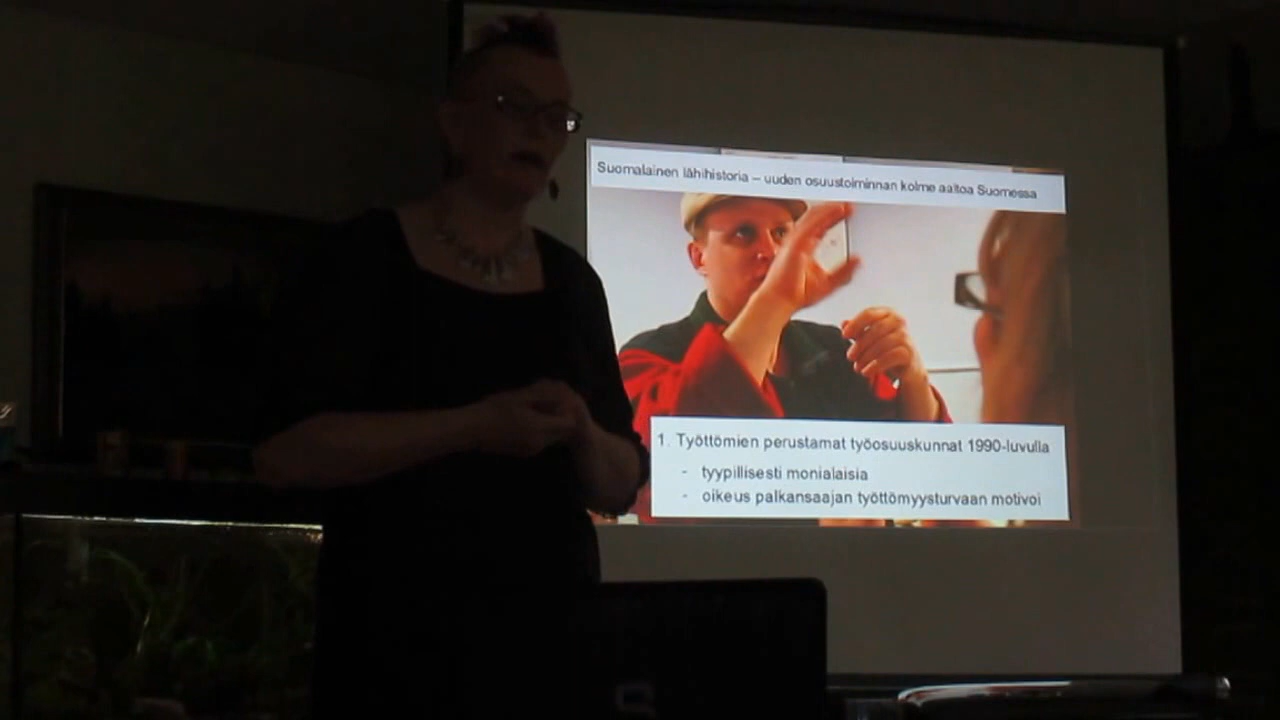 Suomalainen lähihistoria – uuden osuustoiminnan kolme aaltoa Suomessa
1. Työttömien perustamat työosuuskunnat 1990-luvulla
- tyypillisesti monialaisia
- oikeus palkansaajan työttömyysturvaan motivoi